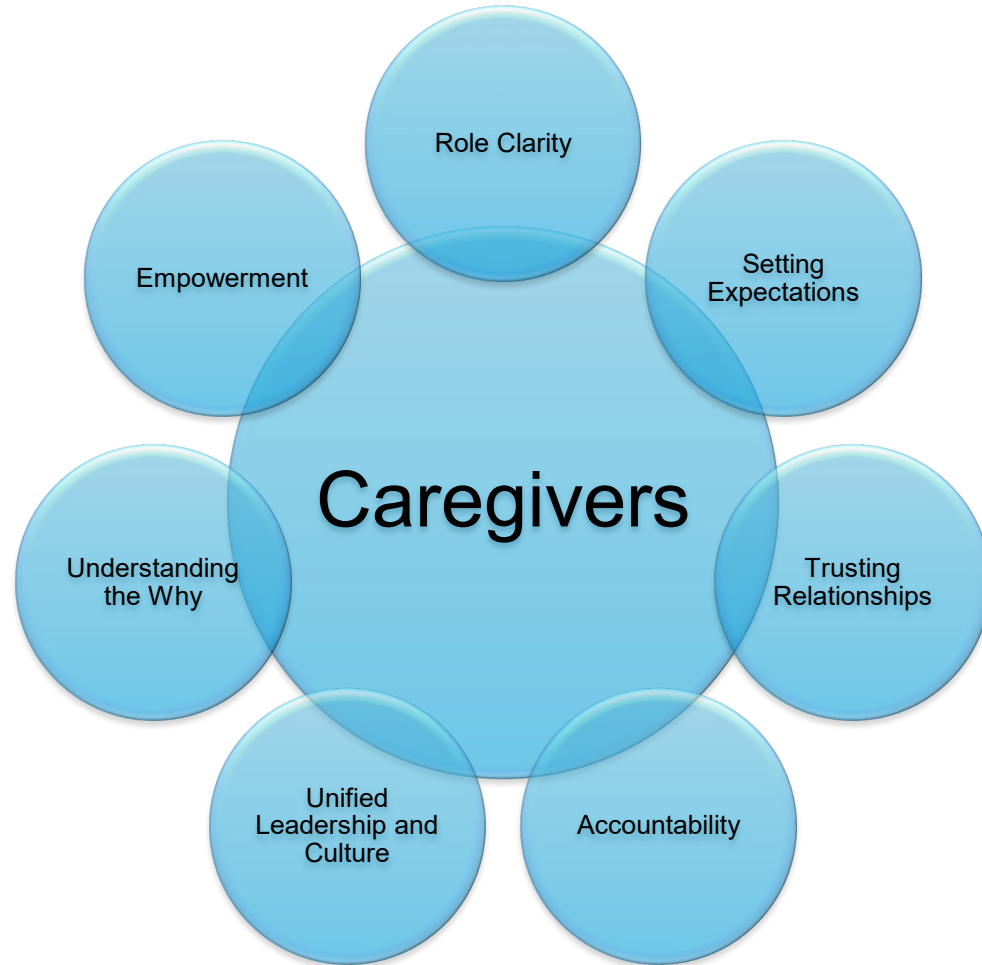 Role Clarity
Setting
Expectations
Trusting
Relationships
Accountability
Unified
Leadership and
Culture
Understanding
the Why
Empowerment
Caregivers